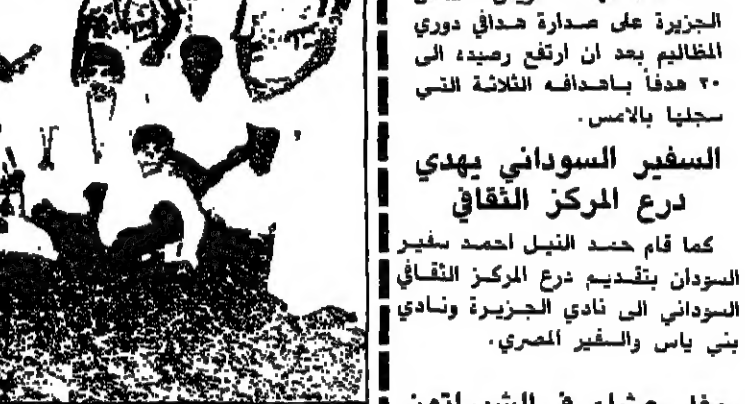 الجزيرة على صدارة هدافي دوري
المظاليم بعد ان ارتفع رصيده الى
٢٠ هدفاً باهدافه الثلاثة التي
سجلها بالامس.
السفير السوداني يهدي
درع المركز الثقافي
كما قام حمد النيل احمد سفير
السودان بتقديم درع المركز الثقافي
السوداني الى نادي الجزيرة ونادي
بني ياس والسفير المصري.